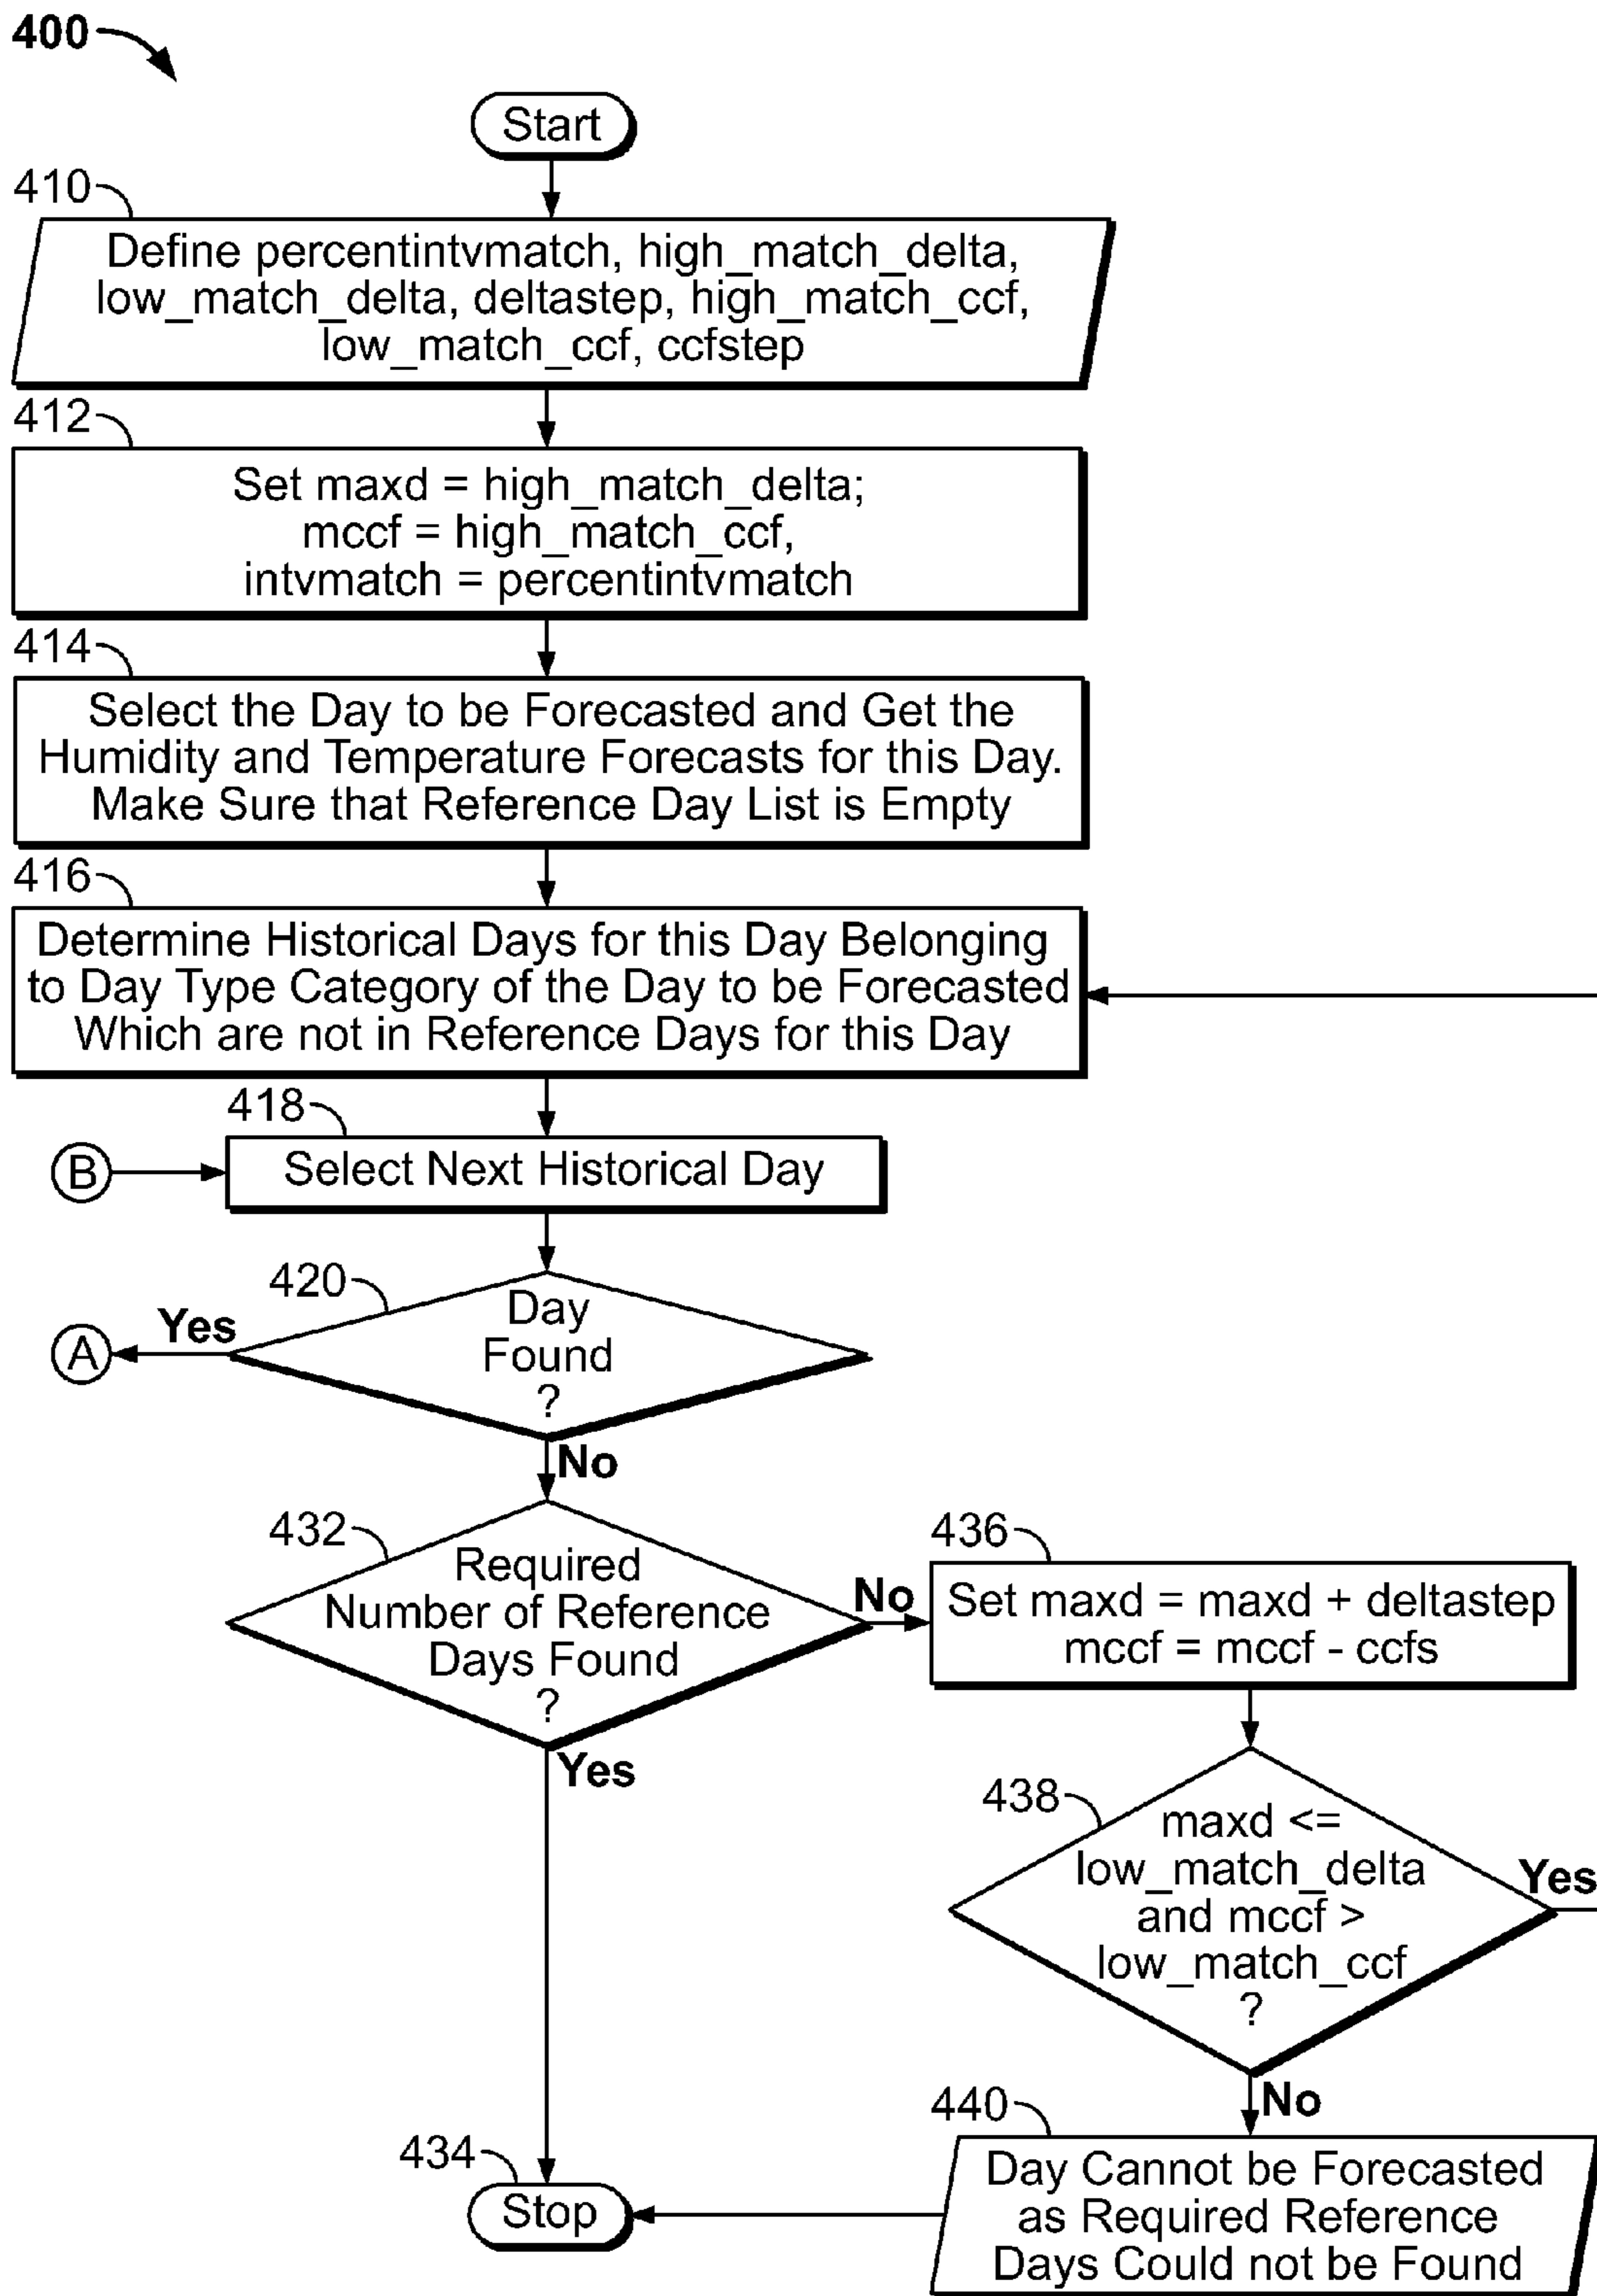 400
Start
410
Define percentintvmatch, high_match_delta,
low_match_delta, deltastep, high_match_ccf,
low_match_ccf, ccfstep
412
Set maxd = high_match_delta;
mccf = high_match_ccf,
intvmatch = percentintvmatch
414
Select the Day to be Forecasted and Get the
Humidity and Temperature Forecasts for this Day.
Make Sure that Reference Day List is Empty
416
Determine Historical Days for this Day Belonging
to Day Type Category of the Day to be Forecasted
Which are not in Reference Days for this Day
418
B
Select Next Historical Day
420
Day
Found
?
Yes
A
No
432
Required
Number of Reference
Days Found
?
No
Yes
436
Set maxd = maxd + deltastep
mccf = mccf - ccfs
438
maxd <=
low_match_delta
and mccf >
low_match_ccf
?
Yes
No
440
Day Cannot be Forecasted
as Required Reference
Days Could not be Found
434
Stop